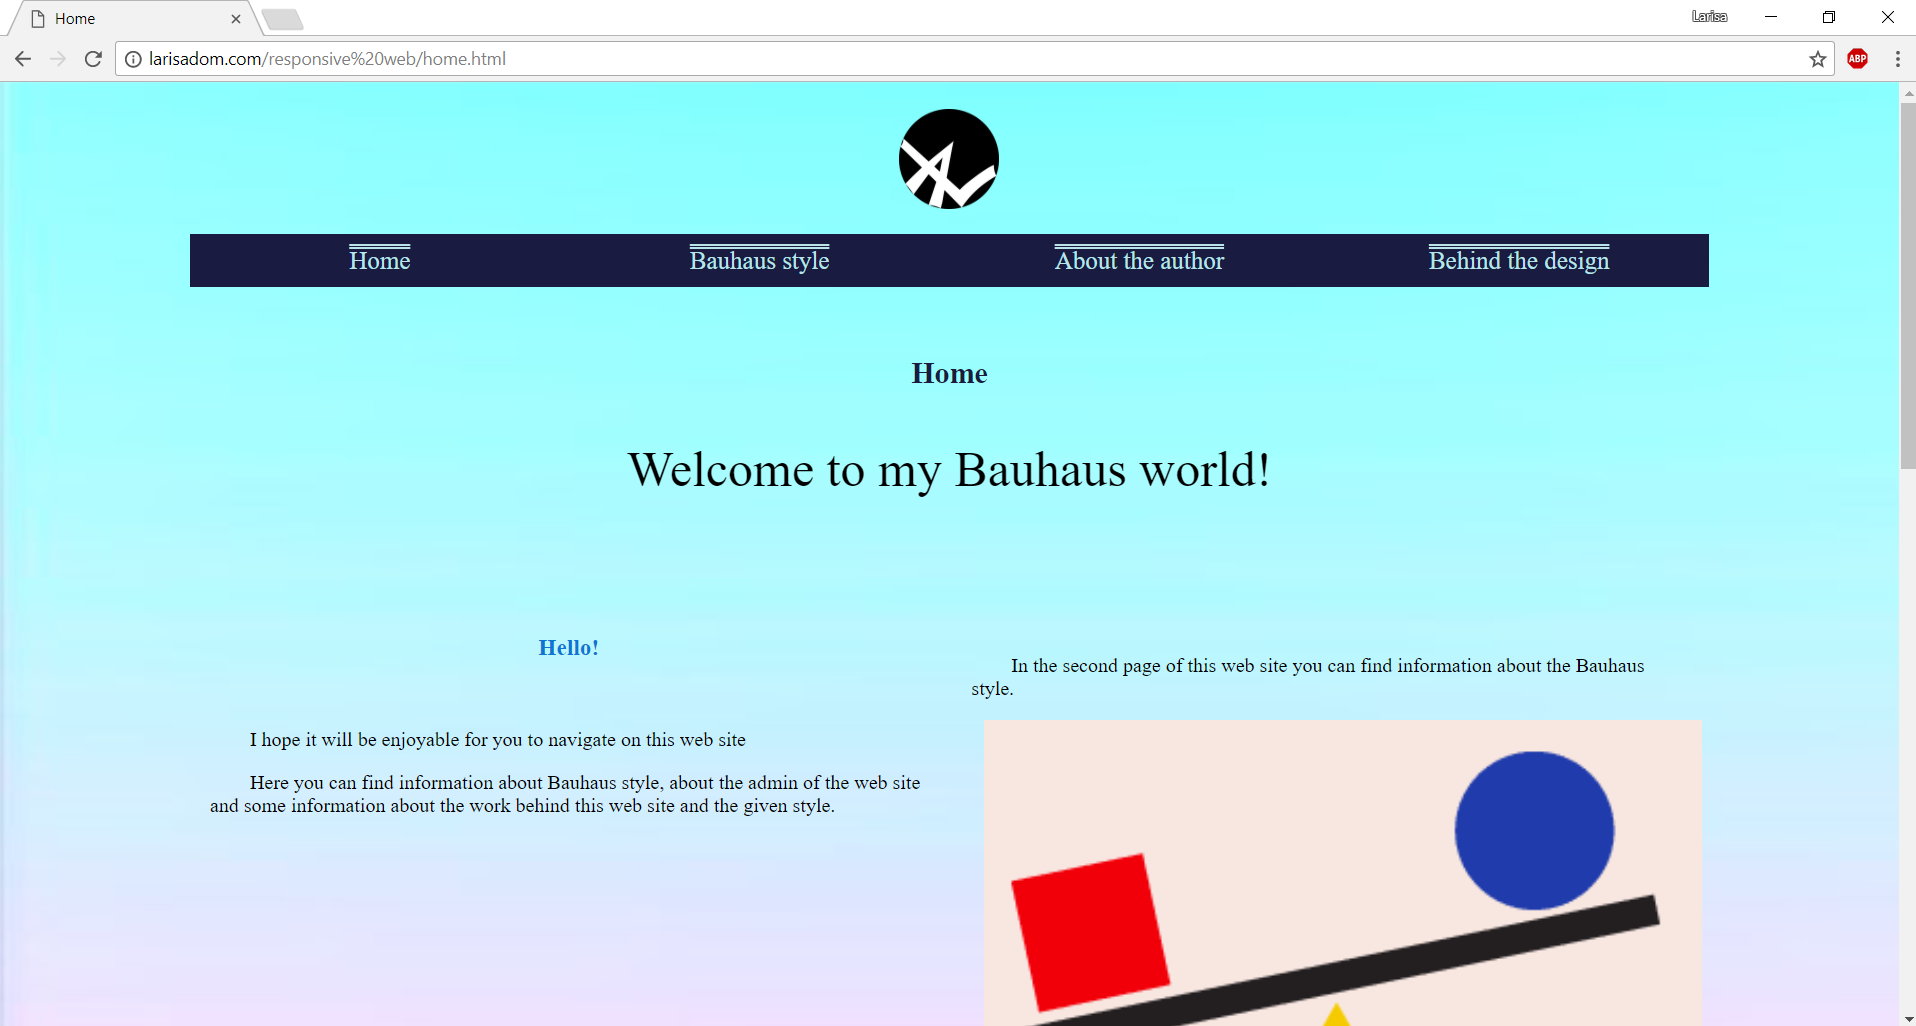 Home
Larisa
larisadom.com/responsive%20web/home.html
ABP
Home Bauhaus style About the author Behind the design
Home
Welcome to my Bauhaus world!
Hello!
I hope it will be enjoyable for you to navigate on this web site
Here you can find information about Bauhaus style, about the admin of the web site
and some information about the work behind this web site and the given style.
In the second page of this web site you can find information about the Bauhaus
style.